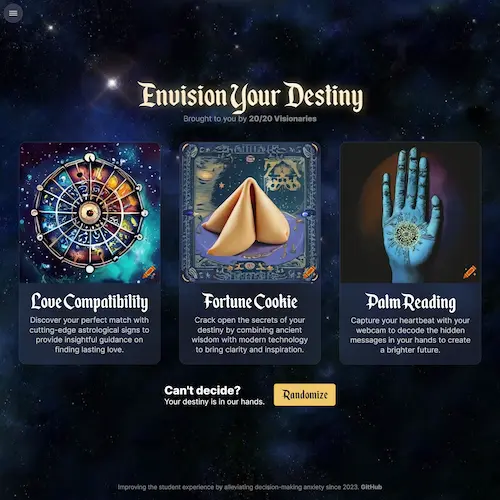 Envision Your Destiny
Brought to you by 20/20 Visionaries
Love Compatibility
Discover your perfect match with
cutting-edge astrological signs to
provide insightful guidance on
finding lasting love.
Fortune Cookie
Crack open the secrets of your
destiny by combining ancient
wisdom with modern technology
to bring clarity and inspiration.
Palm Reading
Capture your heartbeat with your
webcam to decode the hidden
messages in your hands to create
a brighter future.
Can't decide?
Your destiny is in our hands.
Randomize
Improving the student experience by alleviating decision-making anxiety since 2023. GitHub